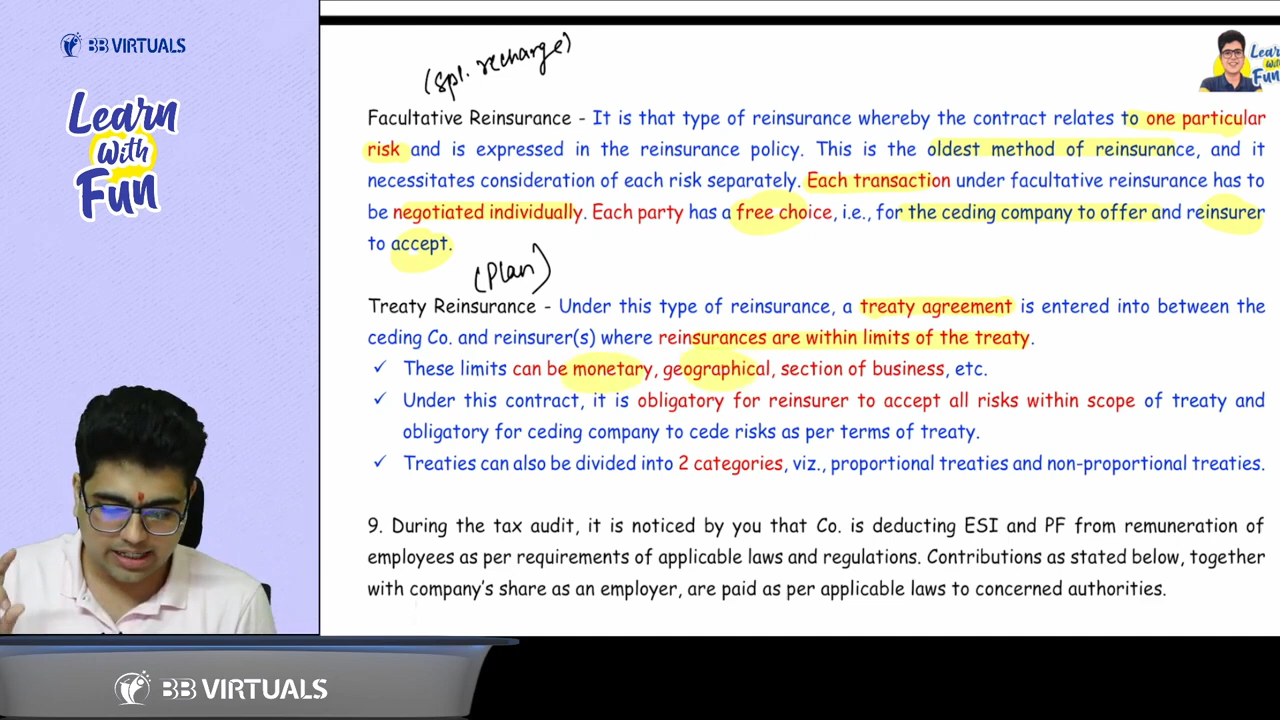 BB VIRTUALS
Learn
With
Fun
Learn
With
Fun
(spl. recharge)
Facultative Reinsurance - It is that type of reinsurance whereby the contract relates to one particular
risk and is expressed in the reinsurance policy. This is the oldest method of reinsurance, and it
necessitates consideration of each risk separately. Each transaction under facultative reinsurance has to
be negotiated individually. Each party has a free choice, i.e., for the ceding company to offer and reinsurer
to accept.
(Plan)
Treaty Reinsurance - Under this type of reinsurance, a treaty agreement is entered into between the
ceding Co. and reinsurer(s) where reinsurances are within limits of the treaty.
✓ These limits can be monetary, geographical, section of business, etc.
✓ Under this contract, it is obligatory for reinsurer to accept all risks within scope of treaty and
obligatory for ceding company to cede risks as per terms of treaty.
✓ Treaties can also be divided into 2 categories, viz., proportional treaties and non-proportional treaties.
9. During the tax audit, it is noticed by you that Co. is deducting ESI and PF from remuneration of
employees as per requirements of applicable laws and regulations. Contributions as stated below, together
with company's share as an employer, are paid as per applicable laws to concerned authorities.
BB VIRTUALS